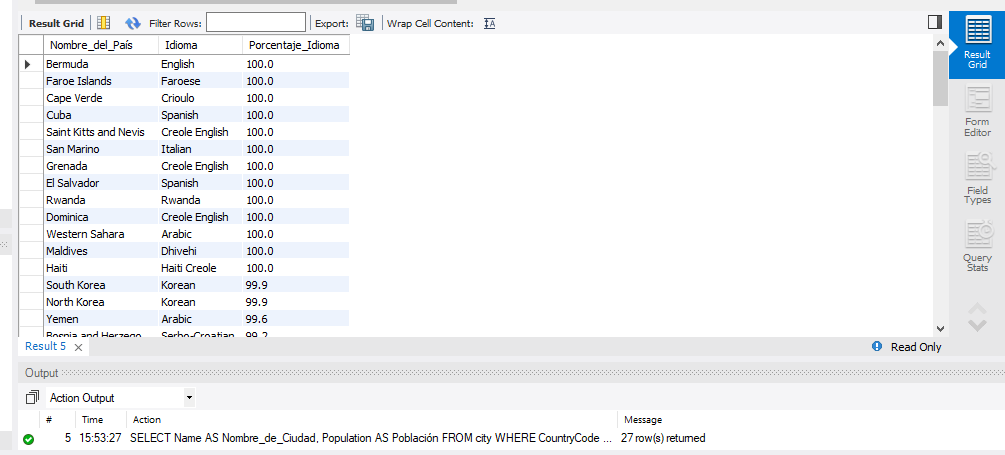 Result Grid Filter Rows: Export: Wrap Cell Content:
Nombre_del_País Idioma Porcentaje_Idioma
Bermuda English 100.0
Faroe Islands Faroese 100.0
Cape Verde Crioulo 100.0
Cuba Spanish 100.0
Saint Kitts and Nevis Creole English 100.0
San Marino Italian 100.0
Grenada Creole English 100.0
El Salvador Spanish 100.0
Rwanda Rwanda 100.0
Dominica Creole English 100.0
Western Sahara Arabic 100.0
Maldives Dhivehi 100.0
Haiti Haiti Creole 100.0
South Korea Korean 99.9
North Korea Korean 99.9
Yemen Arabic 99.6
Bosnia and Herzego Serbo-Croatian 99.2
Result
Grid
Form
Editor
Field
Types
Query
Stats
Result 5 Read Only
Output
Action Output
# Time Action Message
5 15:53:27 SELECT Name AS Nombre_de_Ciudad, Population AS Población FROM city WHERE CountryCode ... 27 row(s) returned